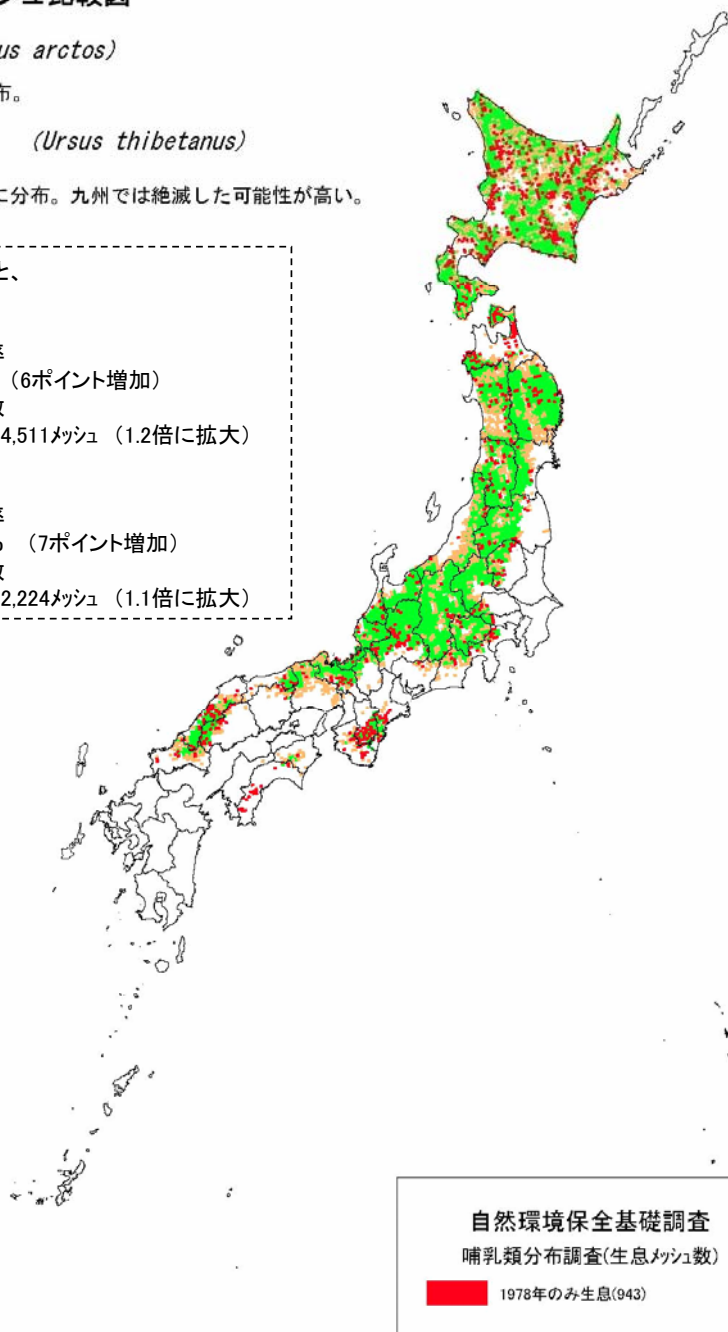 ュ比較図
us arctos)
布。
(Ursus thibetanus)
に分布。九州では絶滅した可能性が高い。
と、
率
（6ポイント増加）
数
4,511メッシュ （1.2倍に拡大）
率
% （7ポイント増加）
数
2,224メッシュ （1.1倍に拡大）
自然環境保全基礎調査
哺乳類分布調査(生息メッシュ数)
1978年のみ生息(943)